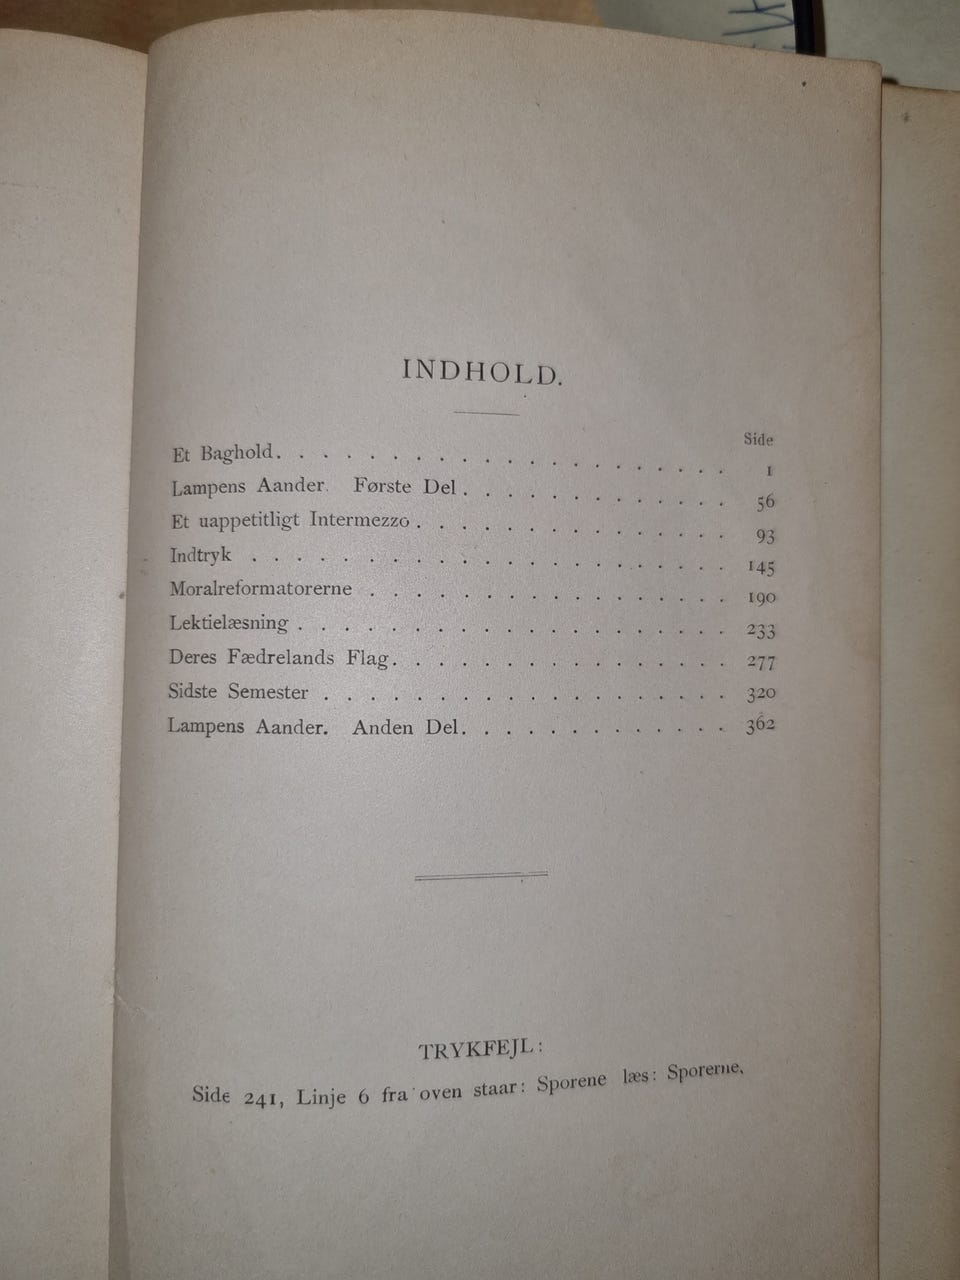 INDHOLD.
Side
Et Baghold. . . . . . . . . . . . . . . . . . . . 1
Lampens Aander. Første Del . . . . . . . . . . . . 56
Et uappetitligt Intermezzo . . . . . . . . . . . . . . 93
Indtryk . . . . . . . . . . . . . . . . . . . . . 145
Moralreformatorerne . . . . . . . . . . . . . . . . 190
Lektielæsning . . . . . . . . . . . . . . . . . . . 233
Deres Fædrelands Flag. . . . . . . . . . . . . . . 277
Sidste Semester . . . . . . . . . . . . . . . . . . 320
Lampens Aander. Anden Del. . . . . . . . . . . . . 362
TRYKFEJL:
Side 241, Linje 6 fra oven staar: Sporene læs: Sporerne.